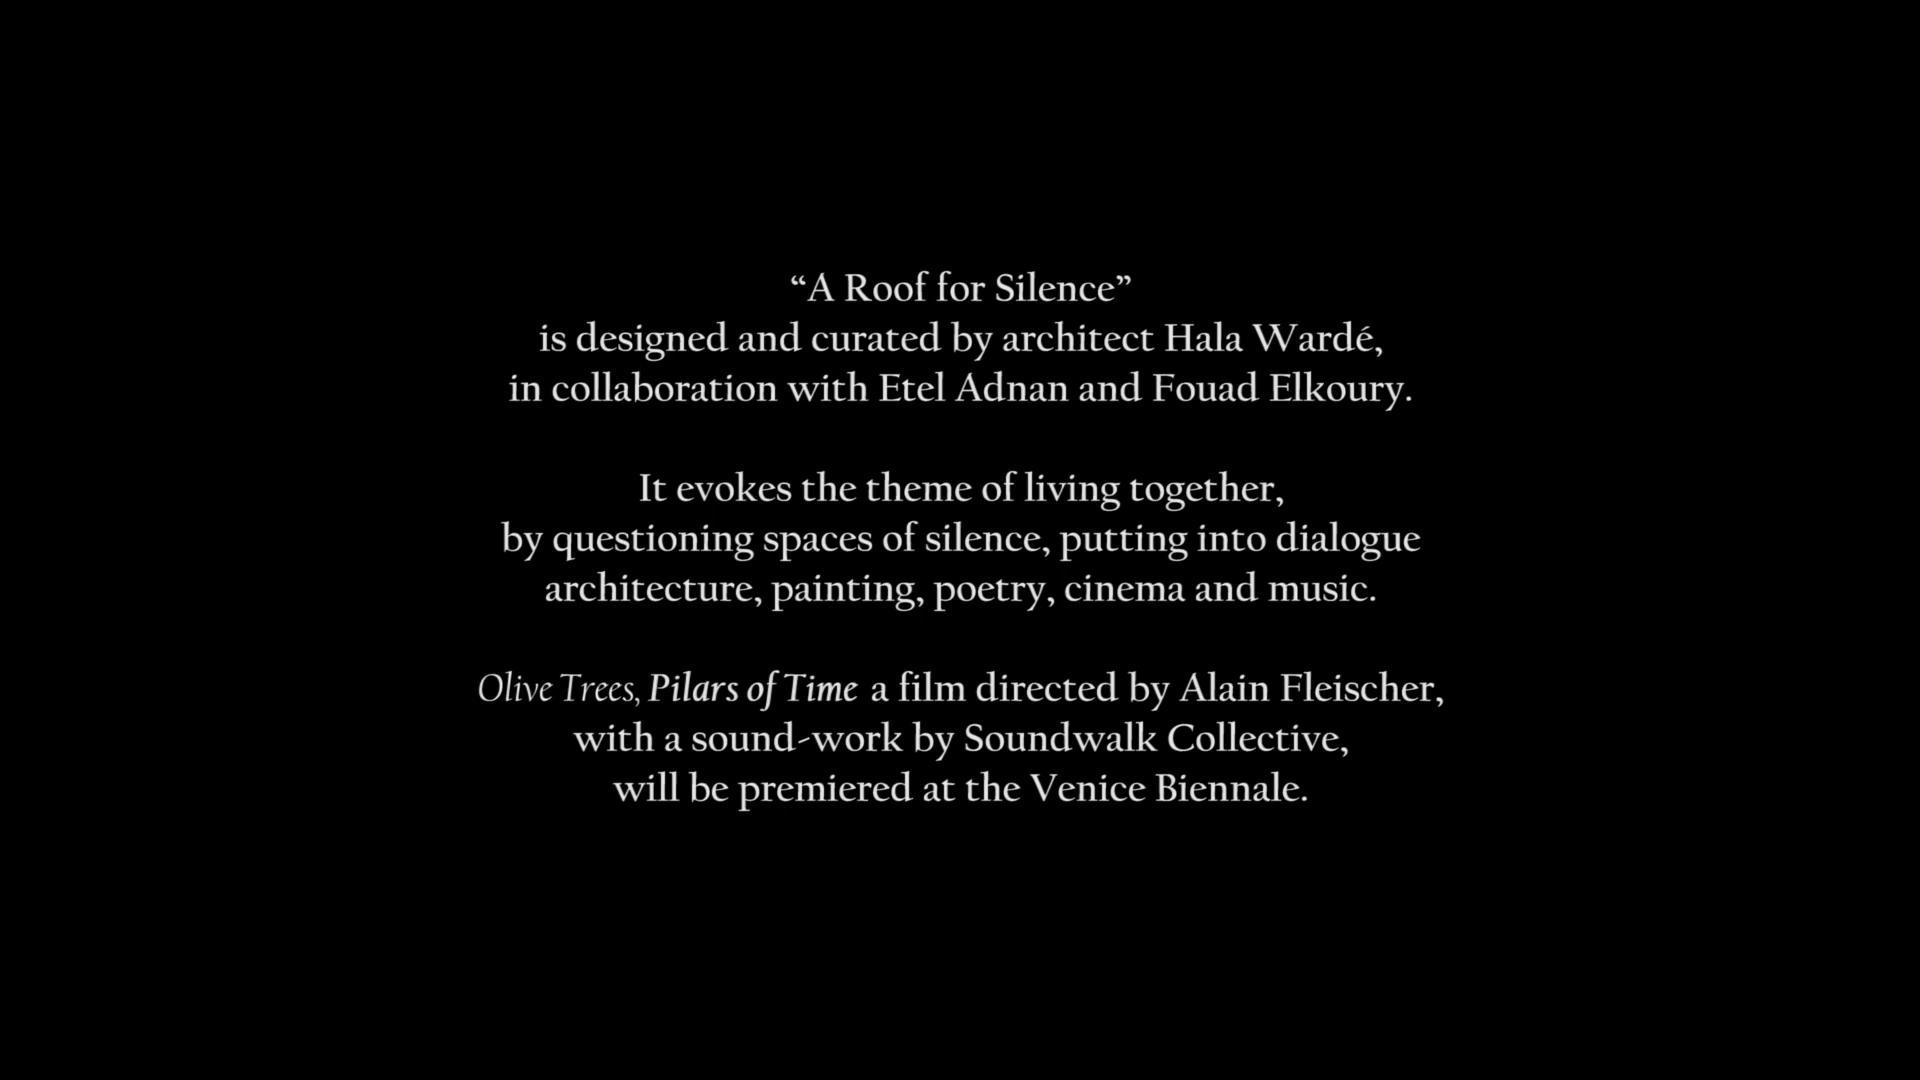 “A Roof for Silence”
is designed and curated by architect Hala Wardé,
in collaboration with Etel Adnan and Fouad Elkoury.
It evokes the theme of living together,
by questioning spaces of silence, putting into dialogue
architecture, painting, poetry, cinema and music.
Olive Trees, Pilars of Time a film directed by Alain Fleischer,
with a sound-work by Soundwalk Collective,
will be premiered at the Venice Biennale.